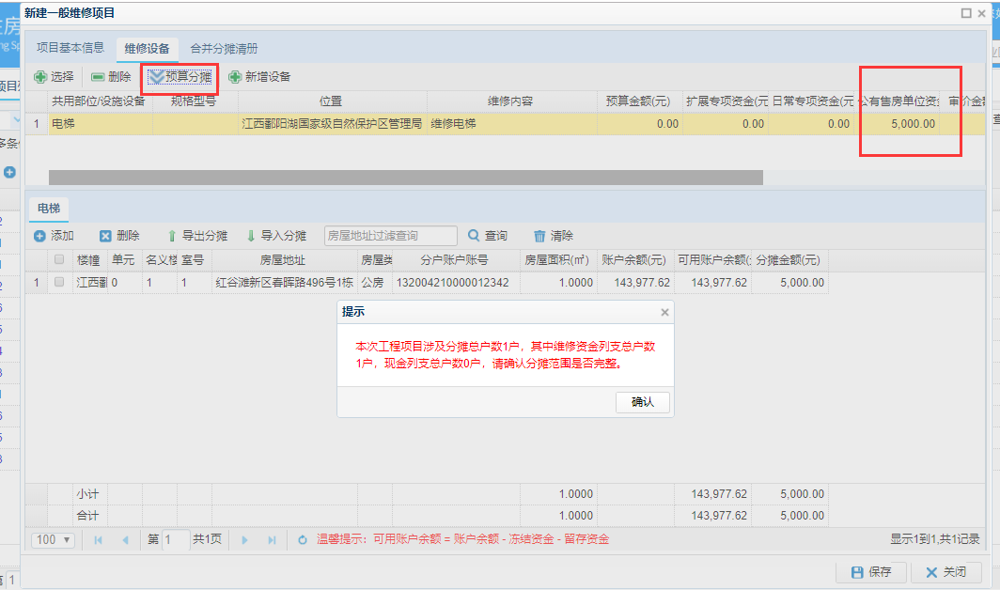 新建一般维修项目
项目基本信息 维修设备 合并分摊清册
选择 删除 预算分摊 新增设备
共用部位/设施设备 规格型号 位置 维修内容 预算金额(元) 扩展专项资金(元 日常专项资金(元 公有售房单位资金 审价金额
1 电梯 江西鄱阳湖国家级自然保护区管理局 维修电梯 0.00 0.00 0.00 5,000.00
电梯
添加 删除 导出分摊 导入分摊 房屋地址过滤查询 查询 清除
楼幢 单元 名义楼 室号 房屋地址 房屋类 分户账户账号 房屋面积(㎡) 账户余额(元) 可用账户余额( 分摊金额(元)
1 江西鄱 0 1 1 红谷滩新区春晖路496号1栋 公房 132004210000012342 1.0000 143,977.62 143,977.62 5,000.00
提示
本次工程项目涉及分摊总户数1户，其中维修资金列支总户数
1户，现金列支总户数0户，请确认分摊范围是否完整。
确认
小计 1.0000 143,977.62 5,000.00
合计 1.0000 143,977.62 5,000.00
100 第 1 共1页 温馨提示：可用账户余额 = 账户余额 - 冻结资金 - 留存资金 显示1到1,共1记录
保存 关闭